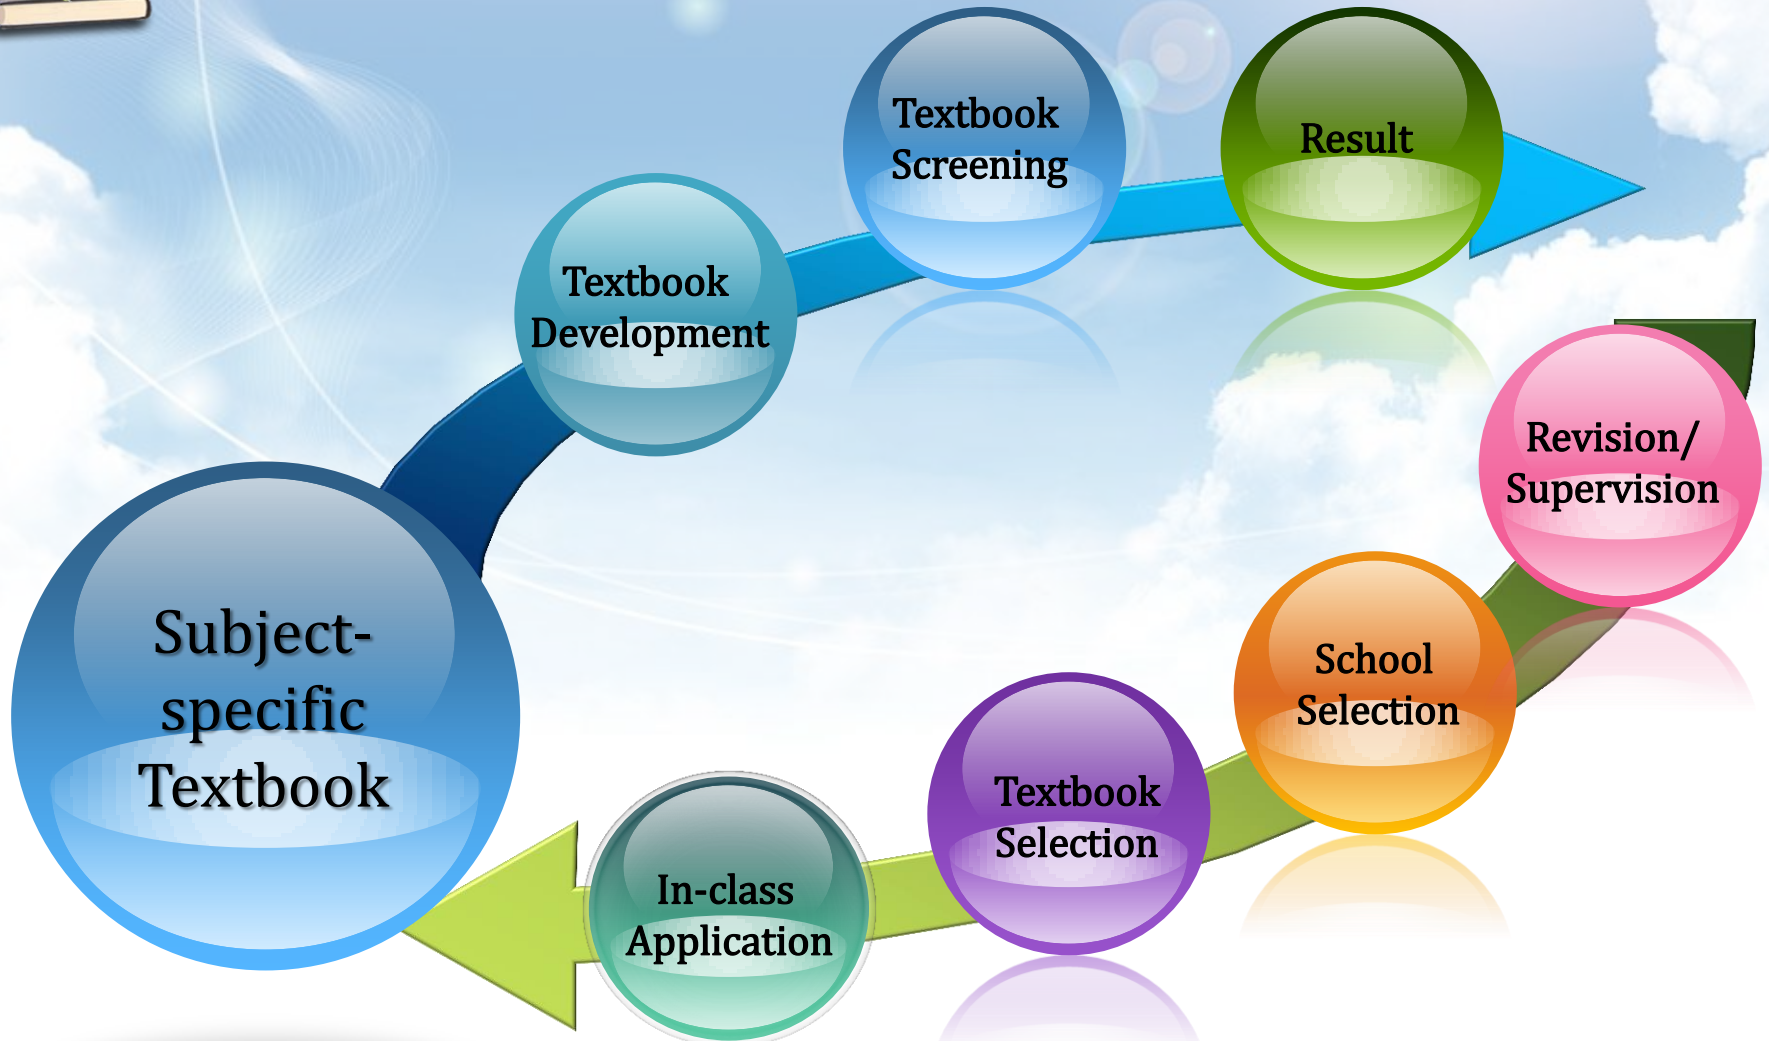 Subject-
specific
Textbook
Textbook
Development
Textbook
Screening
Result
Revision/
Supervision
School
Selection
Textbook
Selection
In-class
Application